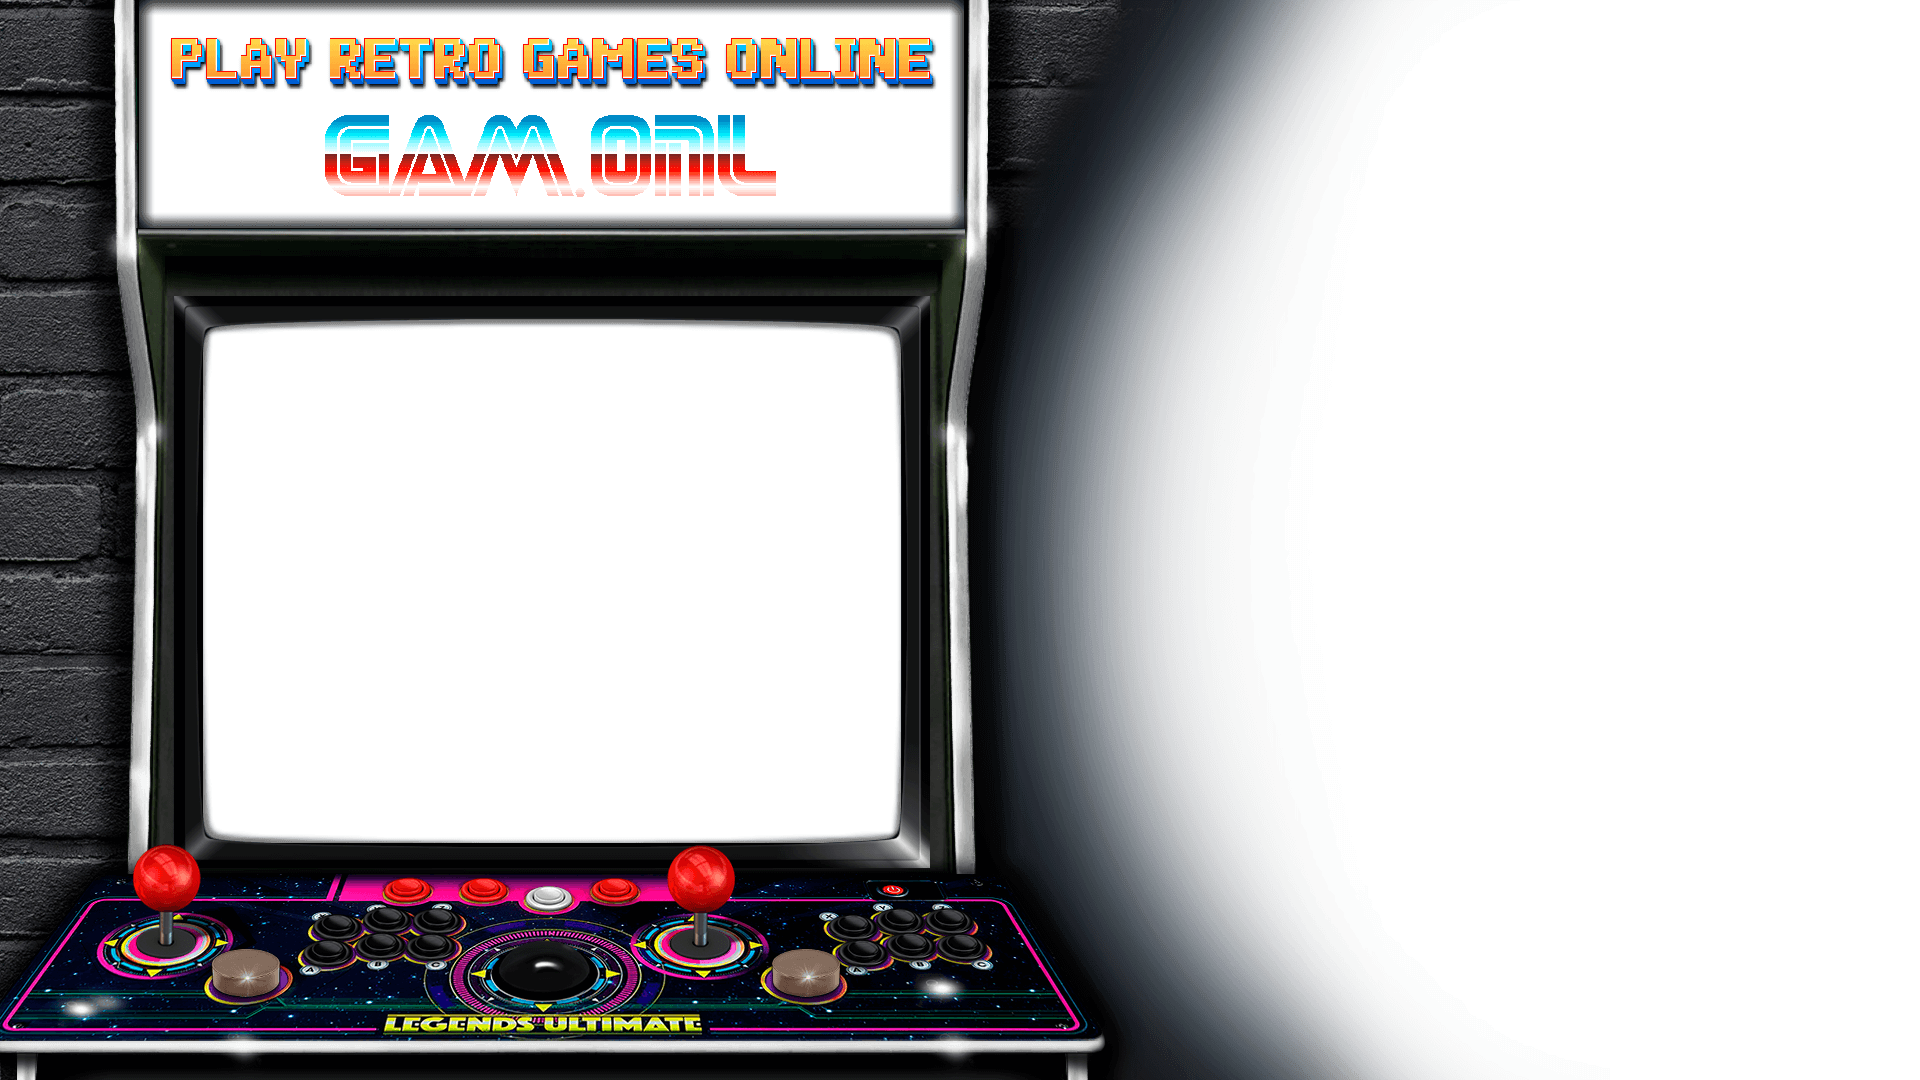 PLAY RETRO GAMES ONLINE
GAM.ONL
X Y Z X Y Z
A B C A B C
LEGENDS ULTIMATE